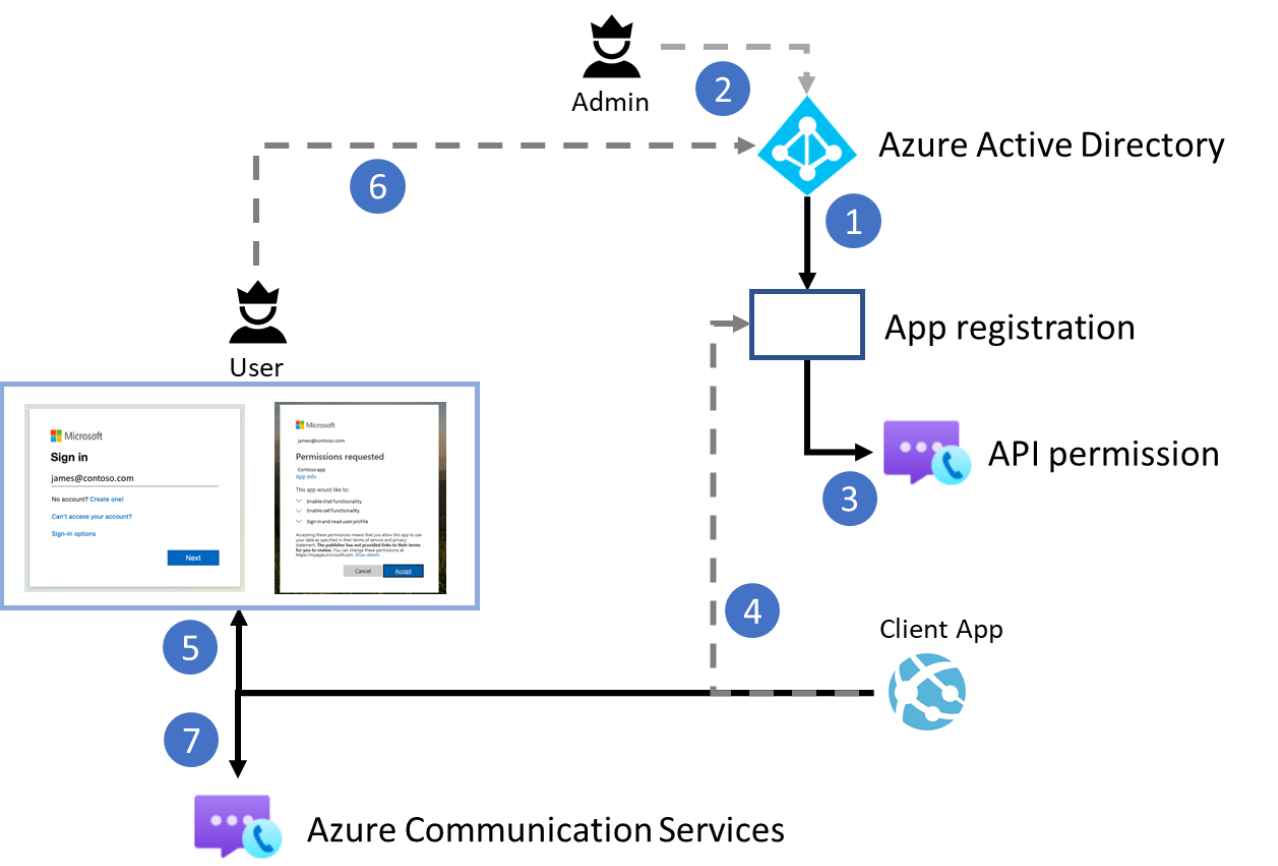 Admin
2
Azure Active Directory
6
1
User
App registration
Microsoft
Sign in
james@contoso.com
No account? Create one!
Can't access your account?
Sign-in options
Next
Microsoft
james@contoso.com
Permissions requested
Contoso app
App info
This app would like to:
Enable chat functionality
Enable call functionality
Sign in and read user profile
Accepting these permissions means that you allow this app to use
your data as specified in their terms of service and privacy
statement. The publisher has not provided links to their terms
for you to review. You can change these permissions at
https://myapps.microsoft.com. Show details
Cancel
Accept
API permission
3
4
5
Client App
7
Azure Communication Services